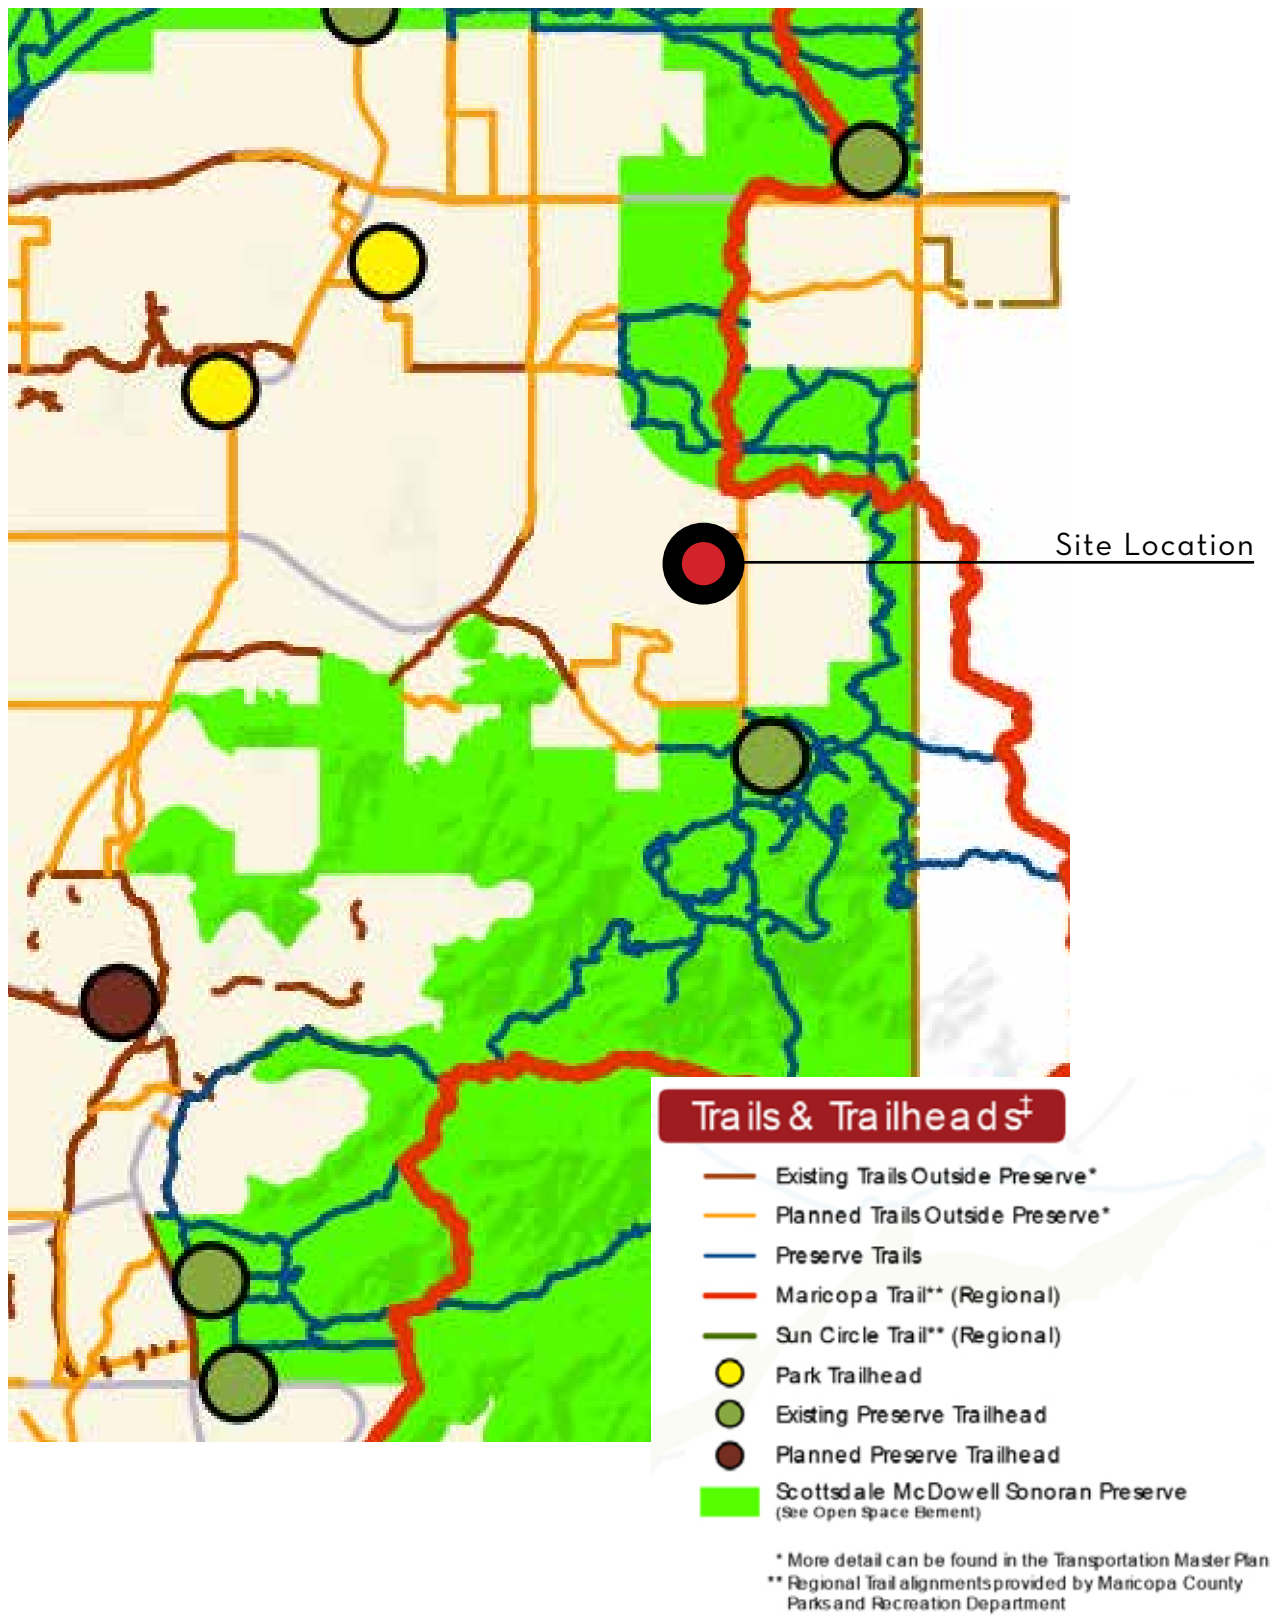 Site Location
Trails & Trailheads‡
Existing Trails Outside Preserve*
Planned Trails Outside Preserve*
Preserve Trails
Maricopa Trail** (Regional)
Sun Circle Trail** (Regional)
Park Trailhead
Existing Preserve Trailhead
Planned Preserve Trailhead
Scottsdale McDowell Sonoran Preserve
(See Open Space Element)
* More detail can be found in the Transportation Master Plan
** Regional Trail alignments provided by Maricopa County
Parks and Recreation Department